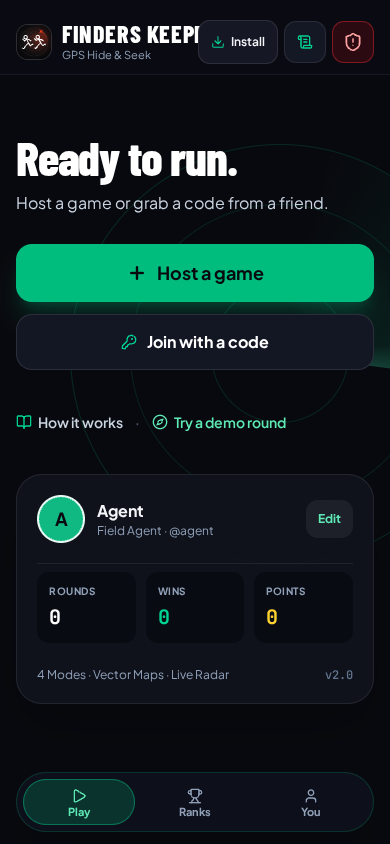 FINDERS KEEP
Install
GPS Hide & Seek
Ready to run.
Host a game or grab a code from a friend.
Host a game
Join with a code
How it works · Try a demo round
A
Agent
Field Agent · @agent
Edit
ROUNDS
0
WINS
0
POINTS
0
4 Modes · Vector Maps · Live Radar
v2.0
Play
Ranks
You